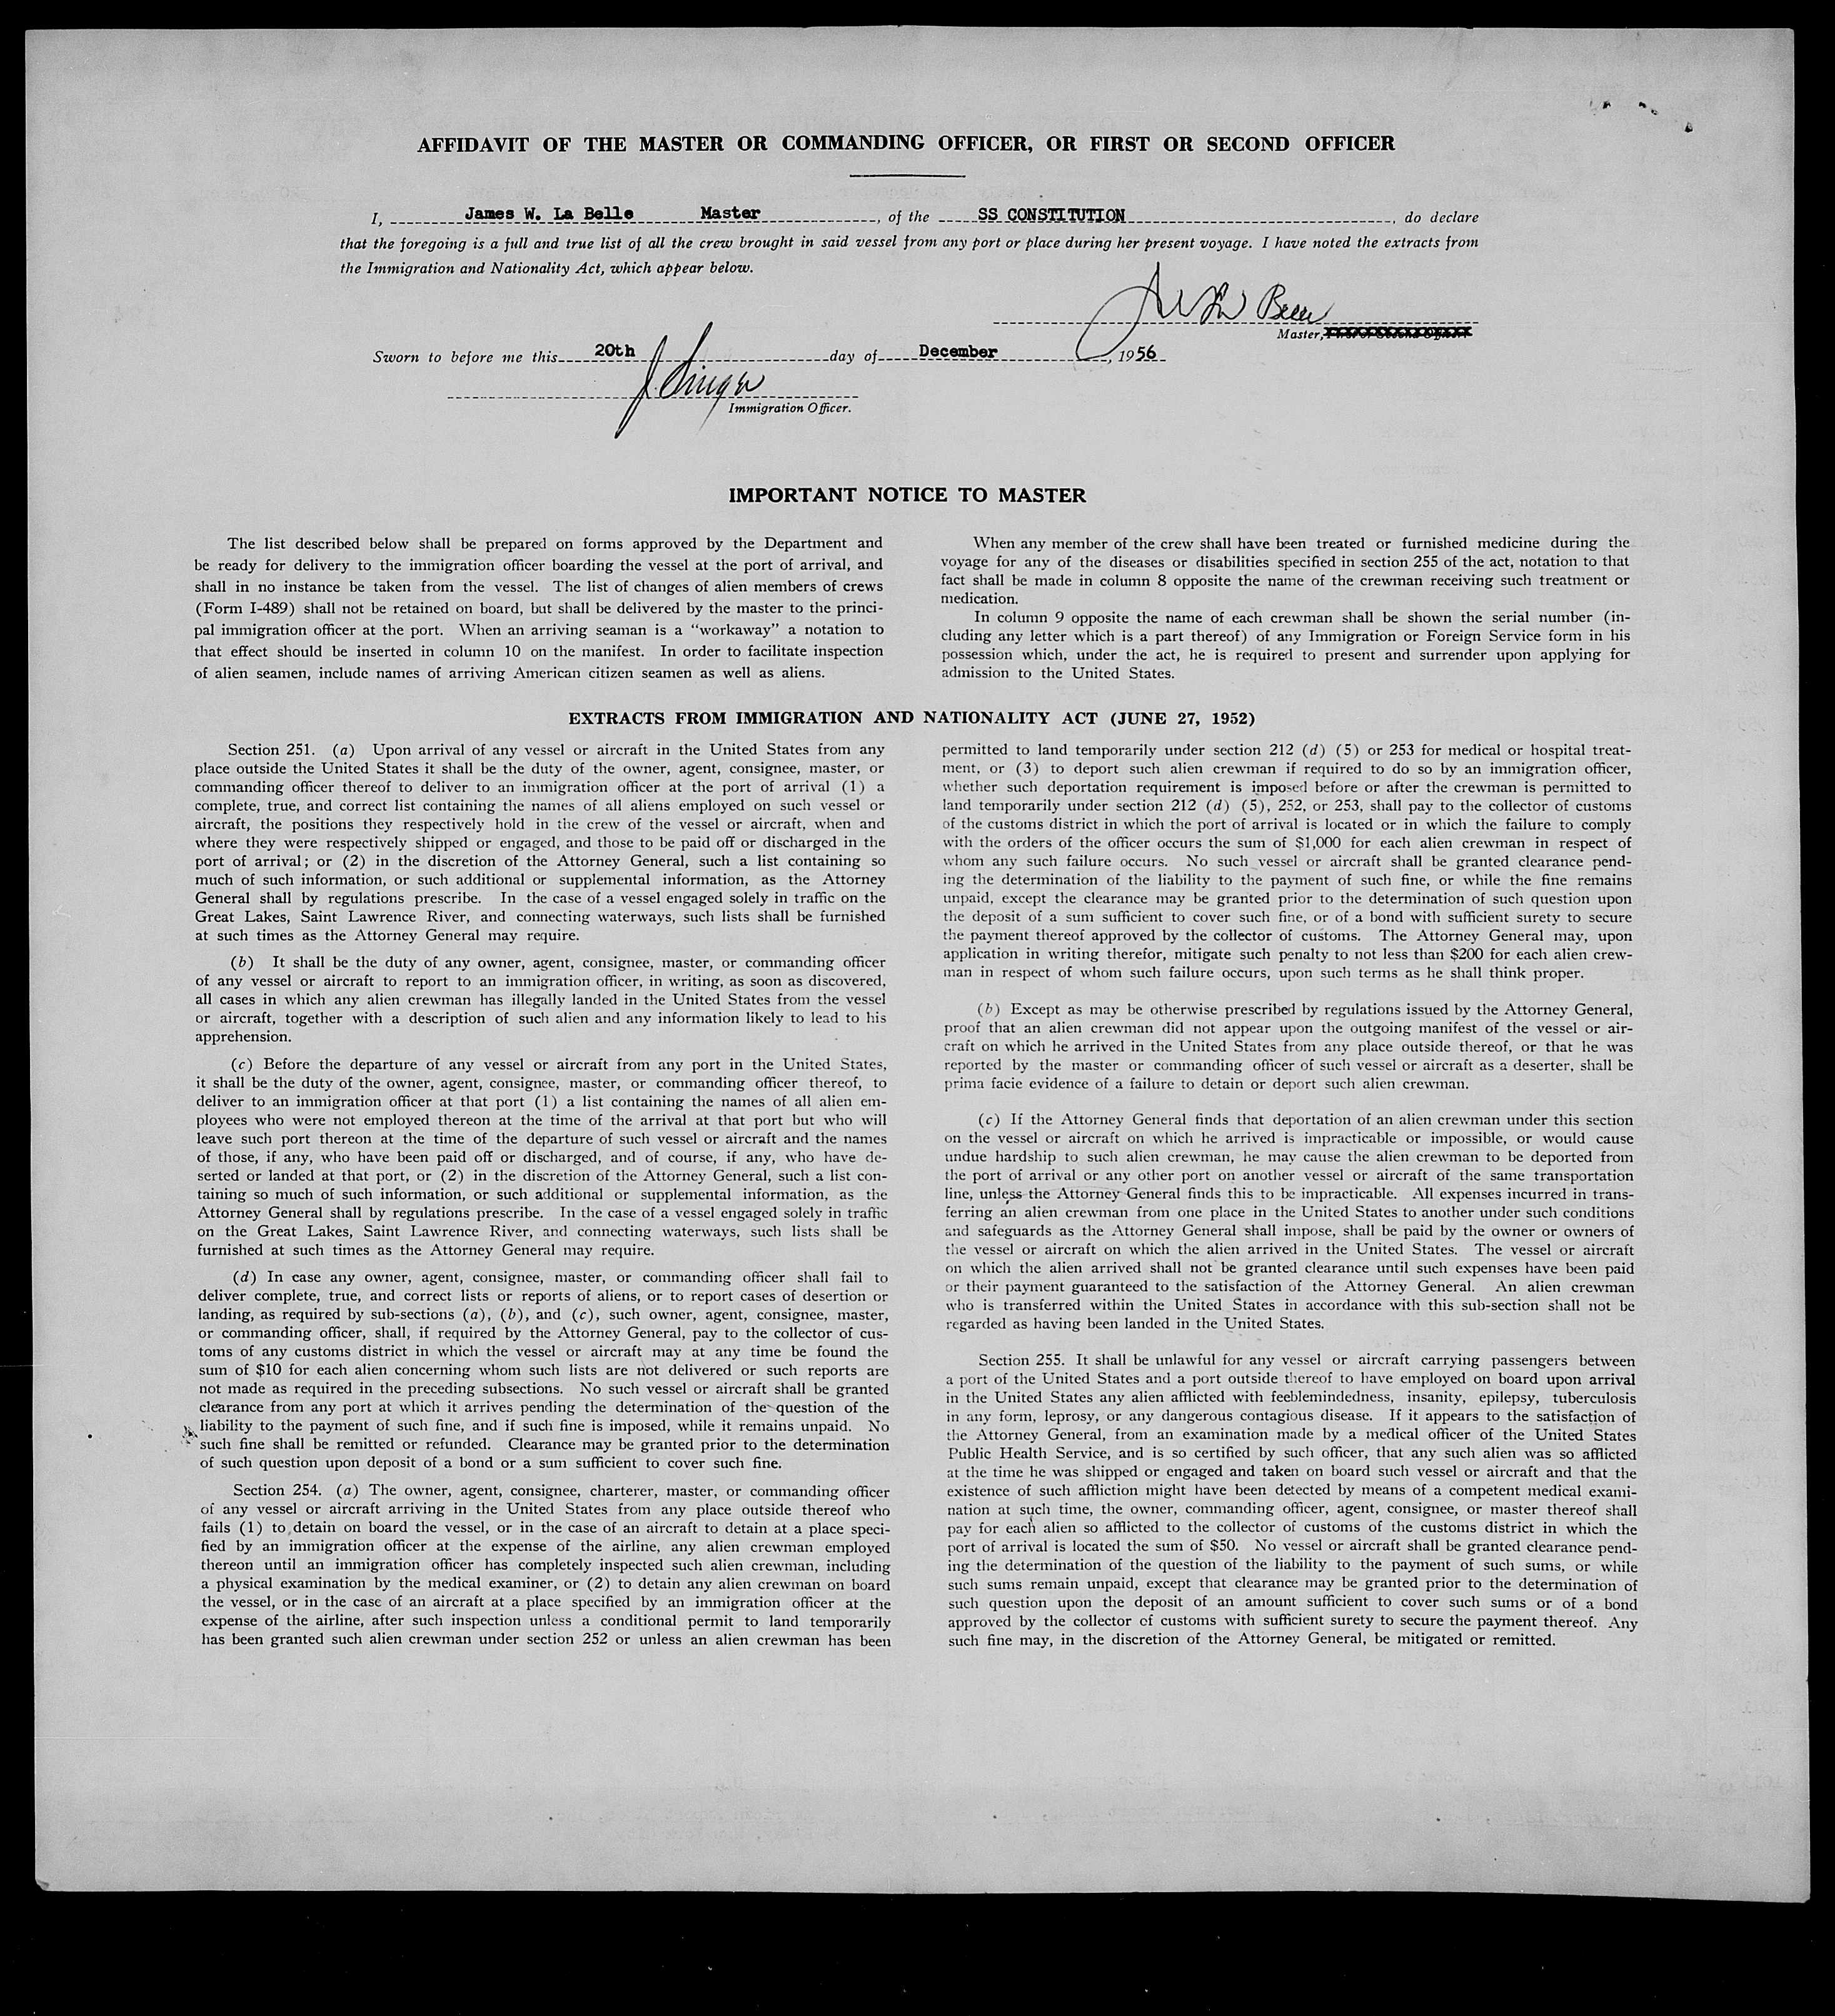 AFFIDAVIT OF THE MASTER OR COMMANDING OFFICER, OR FIRST OR SECOND OFFICER
I, James W. La Belle Master, of the SS CONSTITUTION, do declare
that the foregoing is a full and true list of all the crew brought in said vessel from any port or place during her present voyage. I have noted the extracts from
the Immigration and Nationality Act, which appear below.
Master,
Sworn to before me this 20th day of December, 1956
J. Singer
Immigration Officer.
IMPORTANT NOTICE TO MASTER
The list described below shall be prepared on forms approved by the Department and
be ready for delivery to the immigration officer boarding the vessel at the port of arrival, and
shall in no instance be taken from the vessel. The list of changes of alien members of crews
(Form I-489) shall not be retained on board, but shall be delivered by the master to the princi-
pal immigration officer at the port. When an arriving seaman is a “workaway” a notation to
that effect should be inserted in column 10 on the manifest. In order to facilitate inspection
of alien seamen, include names of arriving American citizen seamen as well as aliens.
When any member of the crew shall have been treated or furnished medicine during the
voyage for any of the diseases or disabilities specified in section 255 of the act, notation to that
fact shall be made in column 8 opposite the name of the crewman receiving such treatment or
medication.
In column 9 opposite the name of each crewman shall be shown the serial number (in-
cluding any letter which is a part thereof) of any Immigration or Foreign Service form in his
possession which, under the act, he is required to present and surrender upon applying for
admission to the United States.
EXTRACTS FROM IMMIGRATION AND NATIONALITY ACT (JUNE 27, 1952)
Section 251. (a) Upon arrival of any vessel or aircraft in the United States from any
place outside the United States it shall be the duty of the owner, agent, consignee, master, or
commanding officer thereof to deliver to an immigration officer at the port of arrival (1) a
complete, true, and correct list containing the names of all aliens employed on such vessel or
aircraft, the positions they respectively hold in the crew of the vessel or aircraft, when and
where they were respectively shipped or engaged, and those to be paid off or discharged in the
port of arrival; or (2) in the discretion of the Attorney General, such a list containing so
much of such information, or such additional or supplemental information, as the Attorney
General shall by regulations prescribe. In the case of a vessel engaged solely in traffic on the
Great Lakes, Saint Lawrence River, and connecting waterways, such lists shall be furnished
at such times as the Attorney General may require.
(b) It shall be the duty of any owner, agent, consignee, master, or commanding officer
of any vessel or aircraft to report to an immigration officer, in writing, as soon as discovered,
all cases in which any alien crewman has illegally landed in the United States from the vessel
or aircraft, together with a description of such alien and any information likely to lead to his
apprehension.
(c) Before the departure of any vessel or aircraft from any port in the United States,
it shall be the duty of the owner, agent, consignee, master, or commanding officer thereof, to
deliver to an immigration officer at that port (1) a list containing the names of all alien em-
ployees who were not employed thereon at the time of the arrival at that port but who will
leave such port thereon at the time of the departure of such vessel or aircraft and the names
of those, if any, who have been paid off or discharged, and of course, if any, who have de-
serted or landed at that port, or (2) in the discretion of the Attorney General, such a list con-
taining so much of such information, or such additional or supplemental information, as the
Attorney General shall by regulations prescribe. In the case of a vessel engaged solely in traffic
on the Great Lakes, Saint Lawrence River, and connecting waterways, such lists shall be
furnished at such times as the Attorney General may require.
(d) In case any owner, agent, consignee, master, or commanding officer shall fail to
deliver complete, true, and correct lists or reports of aliens, or to report cases of desertion or
landing, as required by sub-sections (a), (b), and (c), such owner, agent, consignee, master,
or commanding officer, shall, if required by the Attorney General, pay to the collector of cus-
toms of any customs district in which the vessel or aircraft may at any time be found the
sum of $10 for each alien concerning whom such lists are not delivered or such reports are
not made as required in the preceding subsections. No such vessel or aircraft shall be granted
clearance from any port at which it arrives pending the determination of the question of the
liability to the payment of such fine, and if such fine is imposed, while it remains unpaid. No
such fine shall be remitted or refunded. Clearance may be granted prior to the determination
of such question upon deposit of a bond or a sum sufficient to cover such fine.
Section 254. (a) The owner, agent, consignee, charterer, master, or commanding officer
of any vessel or aircraft arriving in the United States from any place outside thereof who
fails (1) to detain on board the vessel, or in the case of an aircraft to detain at a place speci-
fied by an immigration officer at the expense of the airline, any alien crewman employed
thereon until an immigration officer has completely inspected such alien crewman, including
a physical examination by the medical examiner, or (2) to detain any alien crewman on board
the vessel, or in the case of an aircraft at a place specified by an immigration officer at the
expense of the airline, after such inspection unless a conditional permit to land temporarily
has been granted such alien crewman under section 252 or unless an alien crewman has been
permitted to land temporarily under section 212 (d) (5) or 253 for medical or hospital treat-
ment, or (3) to deport such alien crewman if required to do so by an immigration officer,
whether such deportation requirement is imposed before or after the crewman is permitted to
land temporarily under section 212 (d) (5), 252, or 253, shall pay to the collector of customs
of the customs district in which the port of arrival is located or in which the failure to comply
with the orders of the officer occurs the sum of $1,000 for each alien crewman in respect of
whom any such failure occurs. No such vessel or aircraft shall be granted clearance pend-
ing the determination of the liability to the payment of such fine, or while the fine remains
unpaid, except the clearance may be granted prior to the determination of such question upon
the deposit of a sum sufficient to cover such fine, or of a bond with sufficient surety to secure
the payment thereof approved by the collector of customs. The Attorney General may, upon
application in writing therefor, mitigate such penalty to not less than $200 for each alien crew-
man in respect of whom such failure occurs, upon such terms as he shall think proper.
(b) Except as may be otherwise prescribed by regulations issued by the Attorney General,
proof that an alien crewman did not appear upon the outgoing manifest of the vessel or air-
craft on which he arrived in the United States from any place outside thereof, or that he was
reported by the master or commanding officer of such vessel or aircraft as a deserter, shall be
prima facie evidence of a failure to detain or deport such alien crewman.
(c) If the Attorney General finds that deportation of an alien crewman under this section
on the vessel or aircraft on which he arrived is impracticable or impossible, or would cause
undue hardship to such alien crewman, he may cause the alien crewman to be deported from
the port of arrival or any other port on another vessel or aircraft of the same transportation
line, unless the Attorney General finds this to be impracticable. All expenses incurred in trans-
ferring an alien crewman from one place in the United States to another under such conditions
and safeguards as the Attorney General shall impose, shall be paid by the owner or owners of
the vessel or aircraft on which the alien arrived in the United States. The vessel or aircraft
on which the alien arrived shall not be granted clearance until such expenses have been paid
or their payment guaranteed to the satisfaction of the Attorney General. An alien crewman
who is transferred within the United States in accordance with this sub-section shall not be
regarded as having been landed in the United States.
Section 255. It shall be unlawful for any vessel or aircraft carrying passengers between
a port of the United States and a port outside thereof to have employed on board upon arrival
in the United States any alien afflicted with feeblemindedness, insanity, epilepsy, tuberculosis
in any form, leprosy, or any dangerous contagious disease. If it appears to the satisfaction of
the Attorney General, from an examination made by a medical officer of the United States
Public Health Service, and is so certified by such officer, that any such alien was so afflicted
at the time he was shipped or engaged and taken on board such vessel or aircraft and that the
existence of such affliction might have been detected by means of a competent medical exami-
nation at such time, the owner, commanding officer, agent, consignee, or master thereof shall
pay for each alien so afflicted to the collector of customs of the customs district in which the
port of arrival is located the sum of $50. No vessel or aircraft shall be granted clearance pend-
ing the determination of the question of the liability to the payment of such sums, or while
such sums remain unpaid, except that clearance may be granted prior to the determination of
such question upon the deposit of an amount sufficient to cover such sums or of a bond
approved by the collector of customs with sufficient surety to secure the payment thereof. Any
such fine may, in the discretion of the Attorney General, be mitigated or remitted.